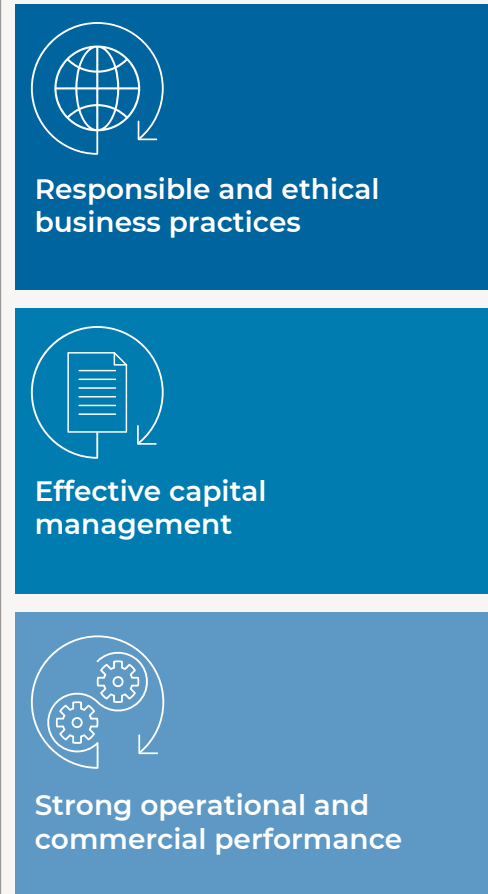 Responsible and ethical
business practices
Effective capital
management
Strong operational and
commercial performance